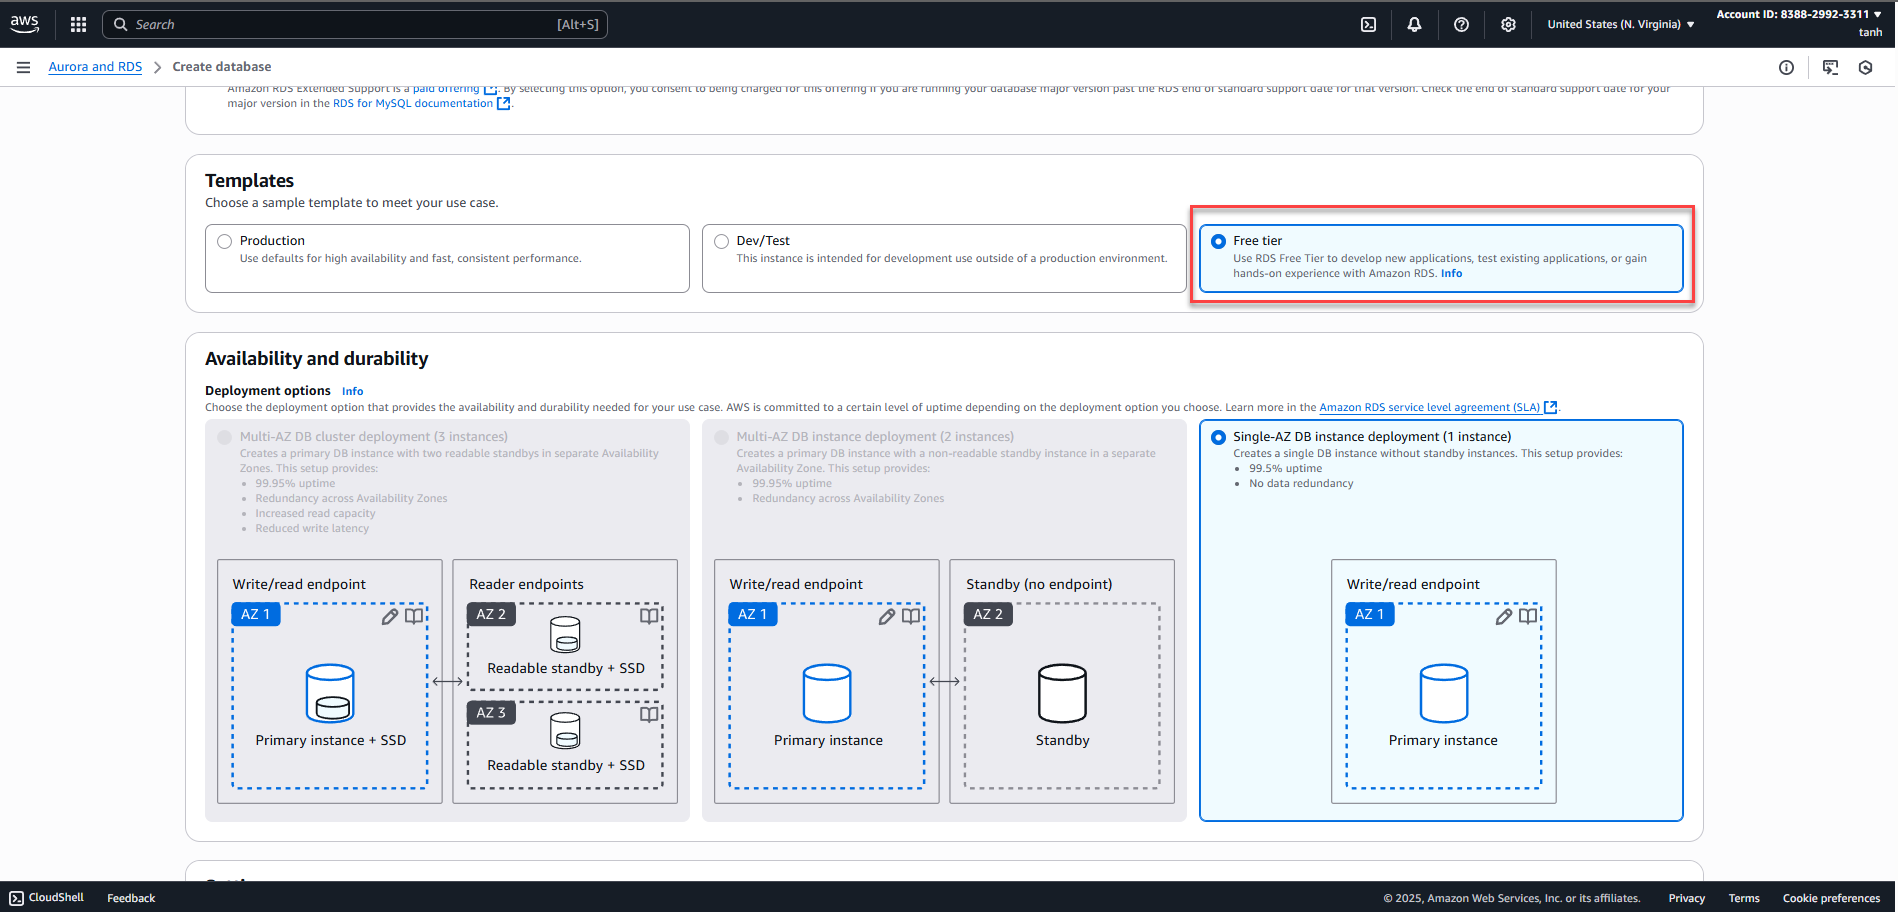 aws
Search
[Alt+S]
United States (N. Virginia)
Account ID: 8388-2992-3311
tanh
Aurora and RDS
Create database
Amazon RDS Extended Support is a paid offering. By selecting this option, you consent to being charged for this offering if you are running your database major version past the RDS end of standard support date for that version. Check the end of standard support date for your
major version in the RDS for MySQL documentation.
Templates
Choose a sample template to meet your use case.
Production
Use defaults for high availability and fast, consistent performance.
Dev/Test
This instance is intended for development use outside of a production environment.
Free tier
Use RDS Free Tier to develop new applications, test existing applications, or gain
hands-on experience with Amazon RDS. Info
Availability and durability
Deployment options Info
Choose the deployment option that provides the availability and durability needed for your use case. AWS is committed to a certain level of uptime depending on the deployment option you choose. Learn more in the Amazon RDS service level agreement (SLA).
Multi-AZ DB cluster deployment (3 instances)
Creates a primary DB instance with two readable standbys in separate Availability
Zones. This setup provides:
• 99.95% uptime
• Redundancy across Availability Zones
• Increased read capacity
• Reduced write latency
Write/read endpoint
AZ 1
Primary instance + SSD
Reader endpoints
AZ 2
Readable standby + SSD
AZ 3
Readable standby + SSD
Multi-AZ DB instance deployment (2 instances)
Creates a primary DB instance with a non-readable standby instance in a separate
Availability Zone. This setup provides:
• 99.95% uptime
• Redundancy across Availability Zones
Write/read endpoint
AZ 1
Primary instance
Standby (no endpoint)
AZ 2
Standby
Single-AZ DB instance deployment (1 instance)
Creates a single DB instance without standby instances. This setup provides:
• 99.5% uptime
• No data redundancy
Write/read endpoint
AZ 1
Primary instance
CloudShell
Feedback
© 2025, Amazon Web Services, Inc. or its affiliates.
Privacy
Terms
Cookie preferences